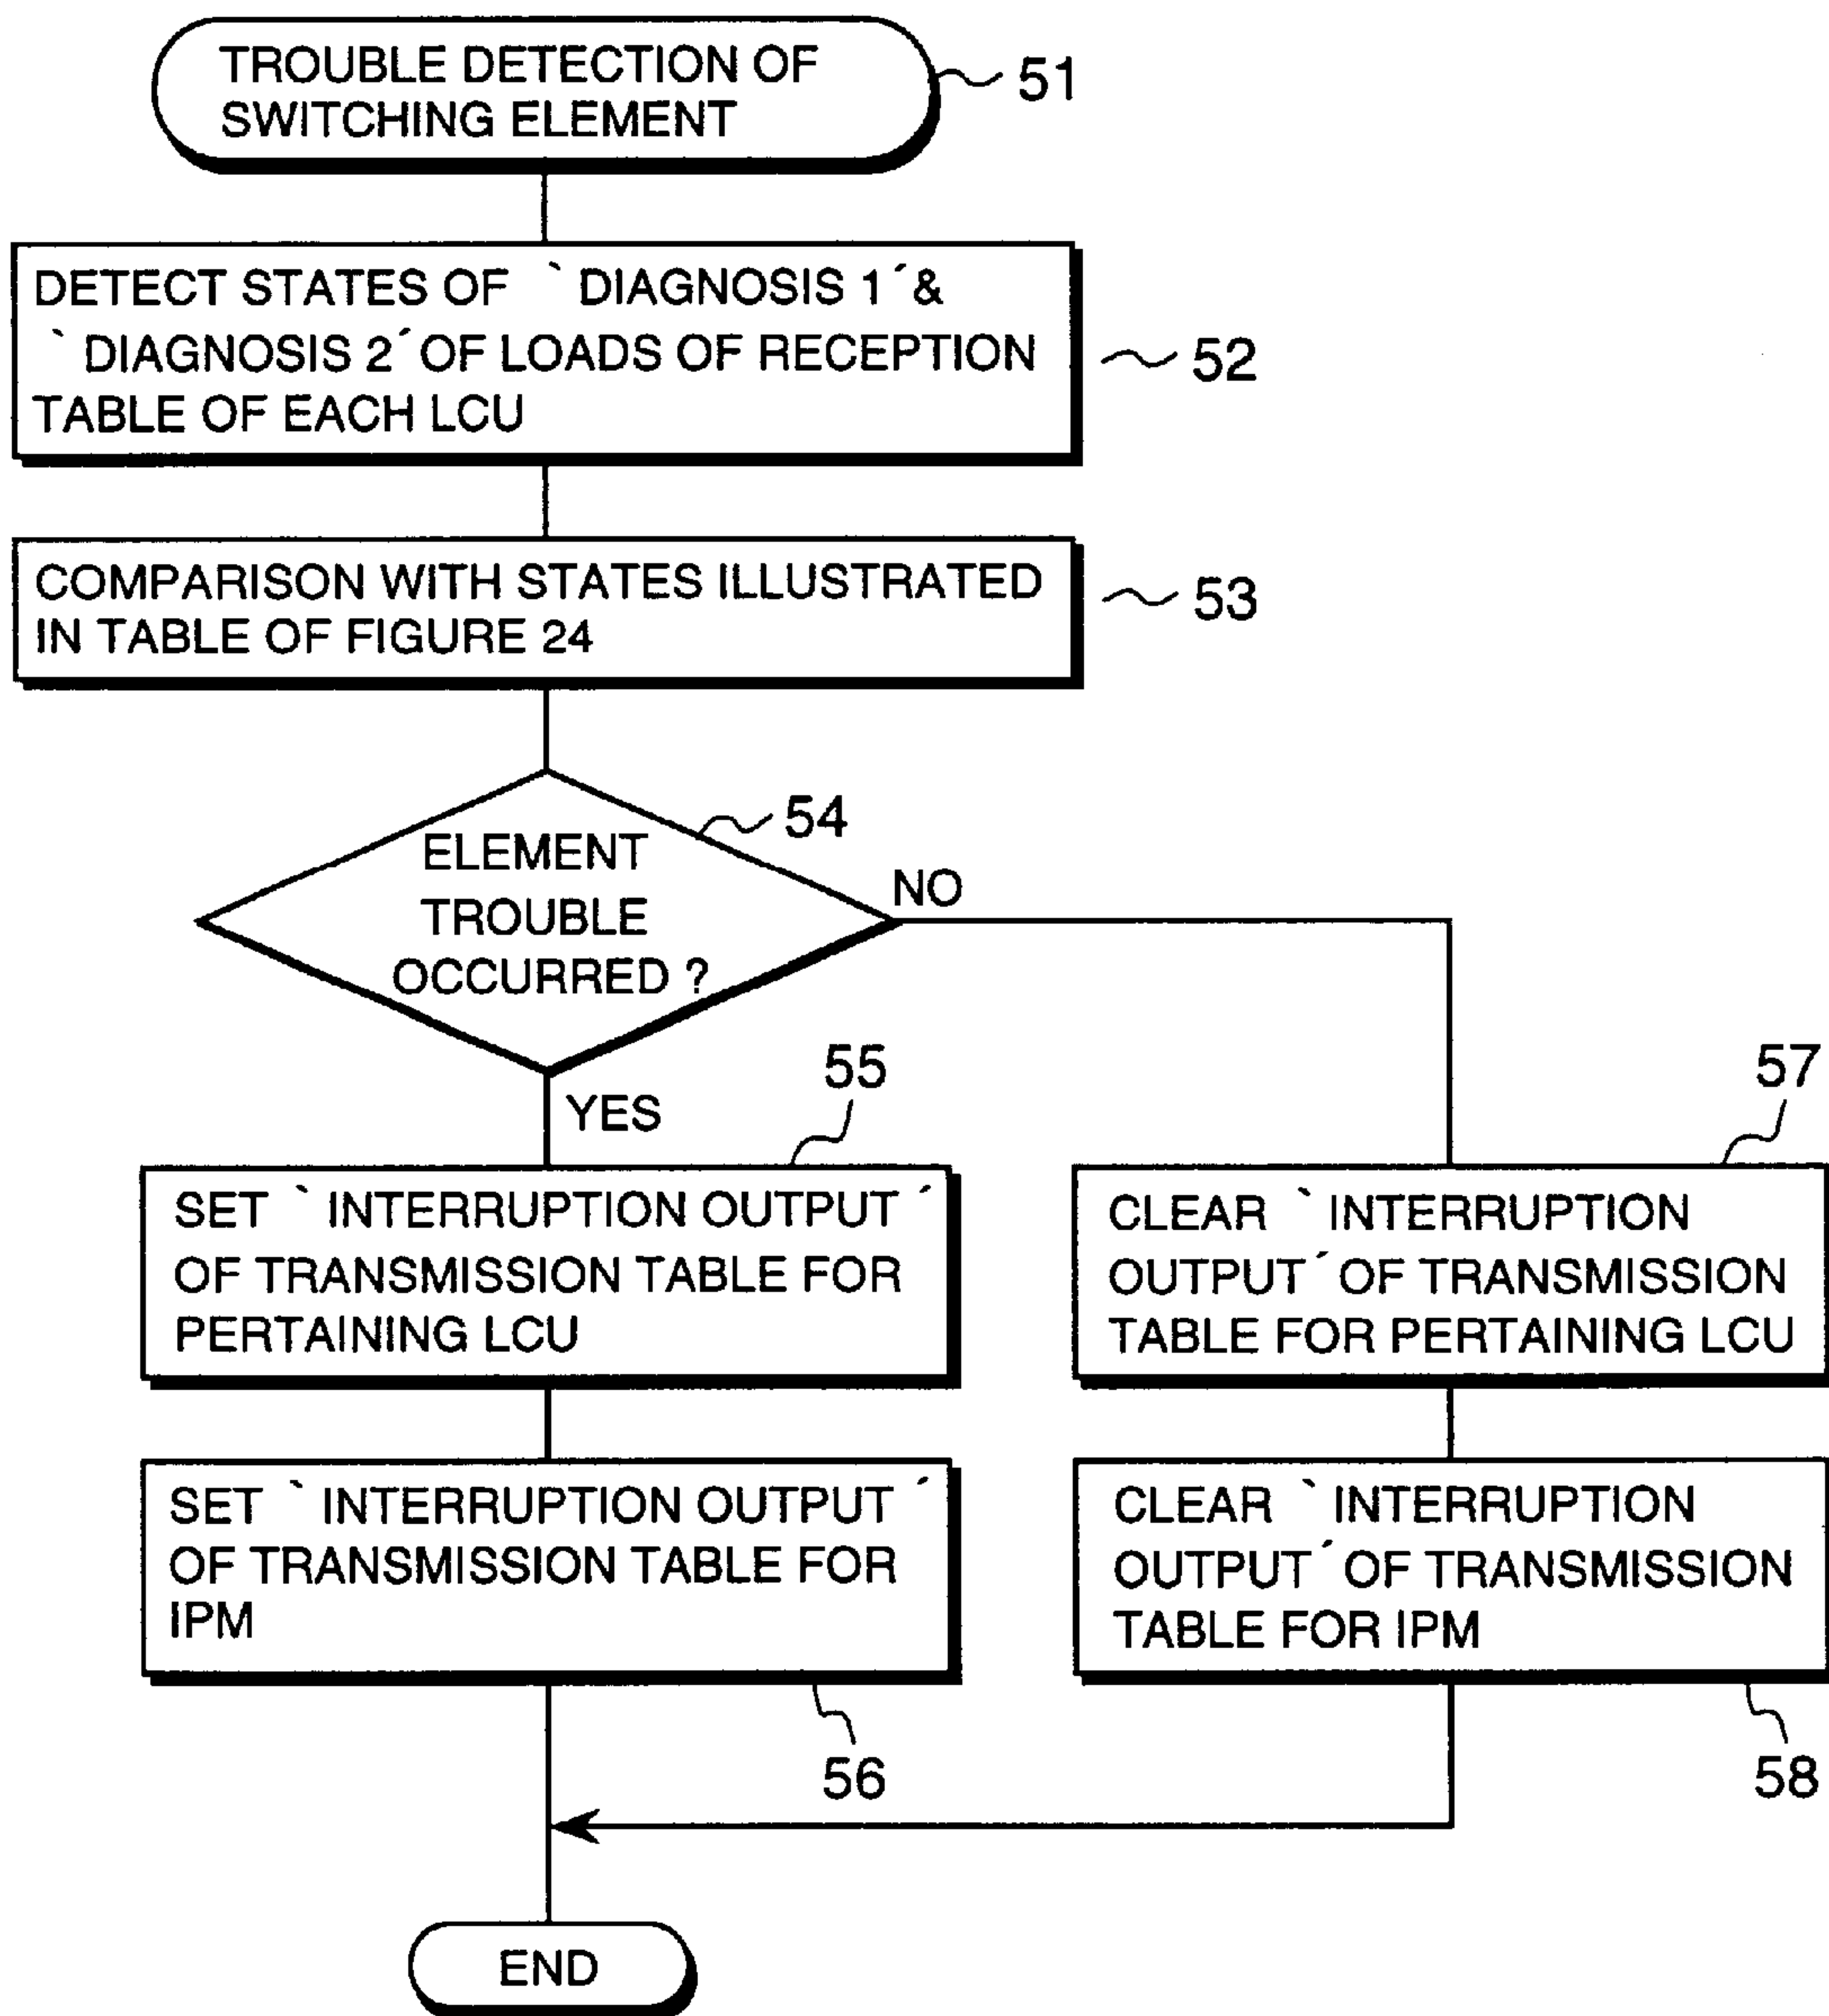 TROUBLE DETECTION OF
SWITCHING ELEMENT
51
DETECT STATES OF ` DIAGNOSIS 1´&
` DIAGNOSIS 2´OF LOADS OF RECEPTION
TABLE OF EACH LCU
52
COMPARISON WITH STATES ILLUSTRATED
IN TABLE OF FIGURE 24
53
54
ELEMENT
TROUBLE
OCCURRED ?
NO
YES
55
SET ` INTERRUPTION OUTPUT ´
OF TRANSMISSION TABLE FOR
PERTAINING LCU
57
CLEAR ` INTERRUPTION
OUTPUT´OF TRANSMISSION
TABLE FOR PERTAINING LCU
SET ` INTERRUPTION OUTPUT ´
OF TRANSMISSION TABLE FOR
IPM
56
CLEAR ` INTERRUPTION
OUTPUT´OF TRANSMISSION
TABLE FOR IPM
58
END